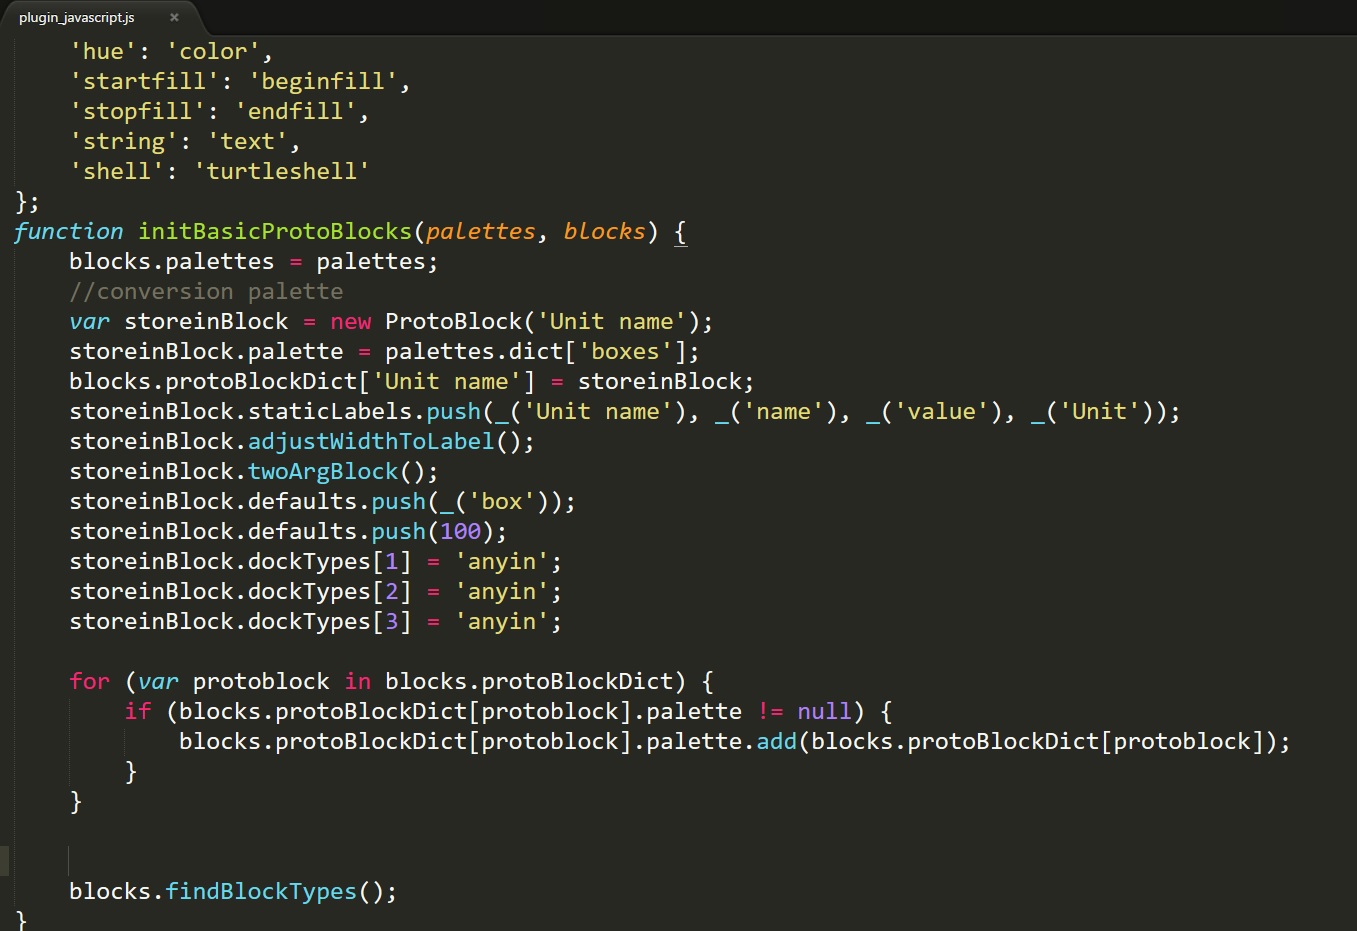 plugin_javascript.js ×
    'hue': 'color',
    'startfill': 'beginfill',
    'stopfill': 'endfill',
    'string': 'text',
    'shell': 'turtleshell'
};
function initBasicProtoBlocks(palettes, blocks) {
    blocks.palettes = palettes;
    //conversion palette
    var storeinBlock = new ProtoBlock('Unit name');
    storeinBlock.palette = palettes.dict['boxes'];
    blocks.protoBlockDict['Unit name'] = storeinBlock;
    storeinBlock.staticLabels.push(_('Unit name'), _('name'), _('value'), _('Unit'));
    storeinBlock.adjustWidthToLabel();
    storeinBlock.twoArgBlock();
    storeinBlock.defaults.push(_('box'));
    storeinBlock.defaults.push(100);
    storeinBlock.dockTypes[1] = 'anyin';
    storeinBlock.dockTypes[2] = 'anyin';
    storeinBlock.dockTypes[3] = 'anyin';
    for (var protoblock in blocks.protoBlockDict) {
        if (blocks.protoBlockDict[protoblock].palette != null) {
            blocks.protoBlockDict[protoblock].palette.add(blocks.protoBlockDict[protoblock]);
        }
    }
    blocks.findBlockTypes();
}